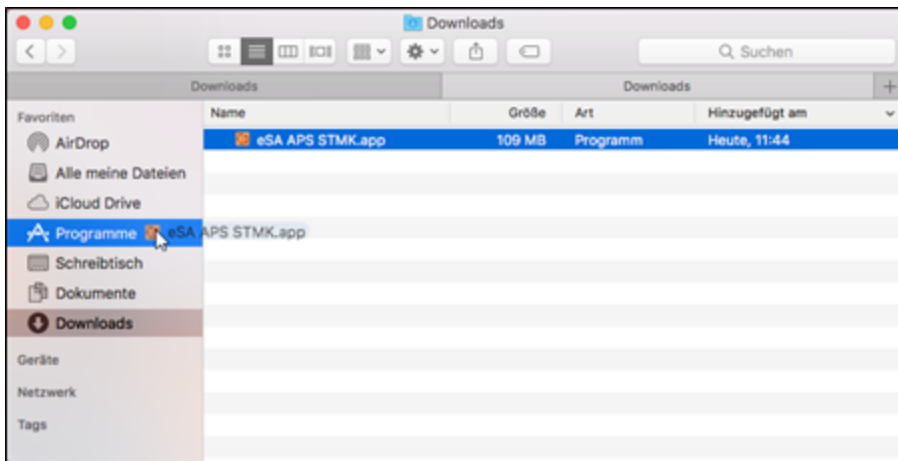 Downloads
Suchen
Downloads Downloads
Favoriten
AirDrop
Alle meine Dateien
iCloud Drive
Programme eSA APS STMK.app
Schreibtisch
Dokumente
Downloads
Geräte
Netzwerk
Tags
Name Größe Art Hinzugefügt am
eSA APS STMK.app 109 MB Programm Heute, 11:44